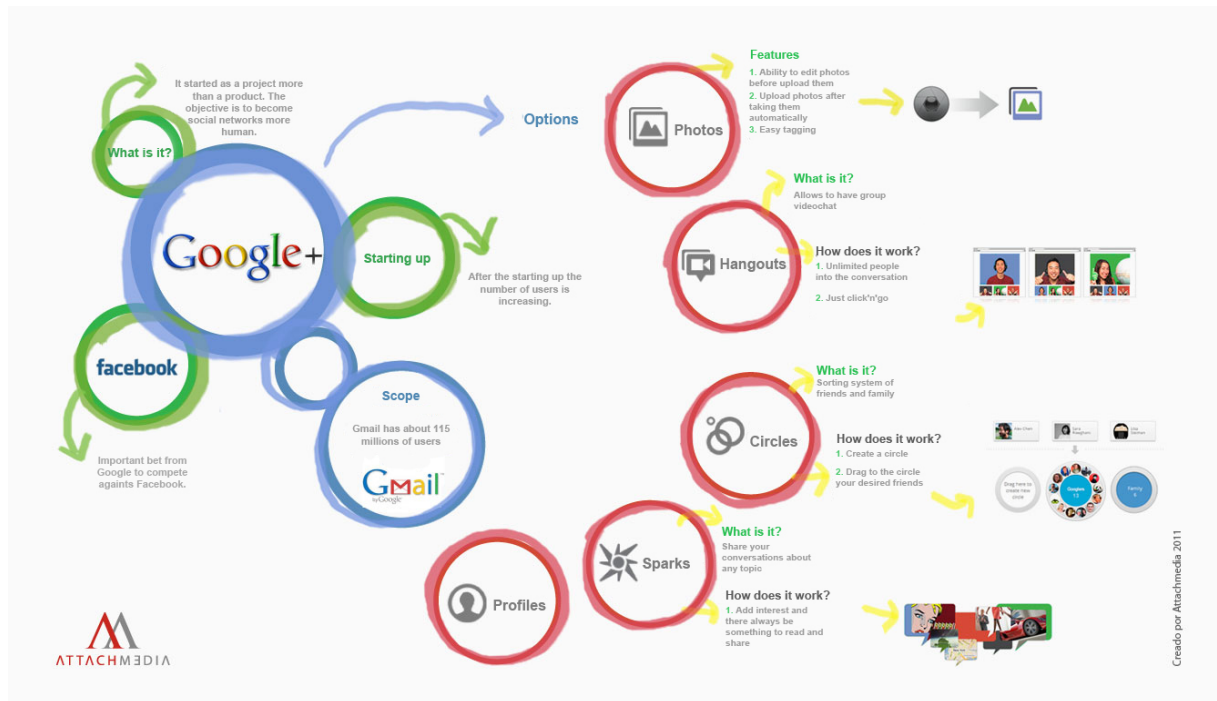 It started as a project more
than a product. The
objective is to become
social networks more
human.
What is it?
Google+
Starting up
After the starting up the
number of users is
increasing.
facebook
Important bet from
Google to compete
againts Facebook.
Scope
Gmail has about 115
millions of users
Gmail™
by Google
Options
Photos
Features
1. Ability to edit photos
before upload them
2. Upload photos after
taking them
automatically
3. Easy tagging
Hangouts
What is it?
Allows to have group
videochat
How does it work?
1. Unlimited people
into the conversation
2. Just click'n'go
Circles
What is it?
Sorting system of
friends and family
How does it work?
1. Create a circle
2. Drag to the circle
your desired friends
Drag here to
create new
circle
Family
Sparks
What is it?
Share your
conversations about
any topic
How does it work?
1. Add interest and
there always be
something to read and
share
Profiles
ATTACHMEDIA
Creado por Attachmedia 2011